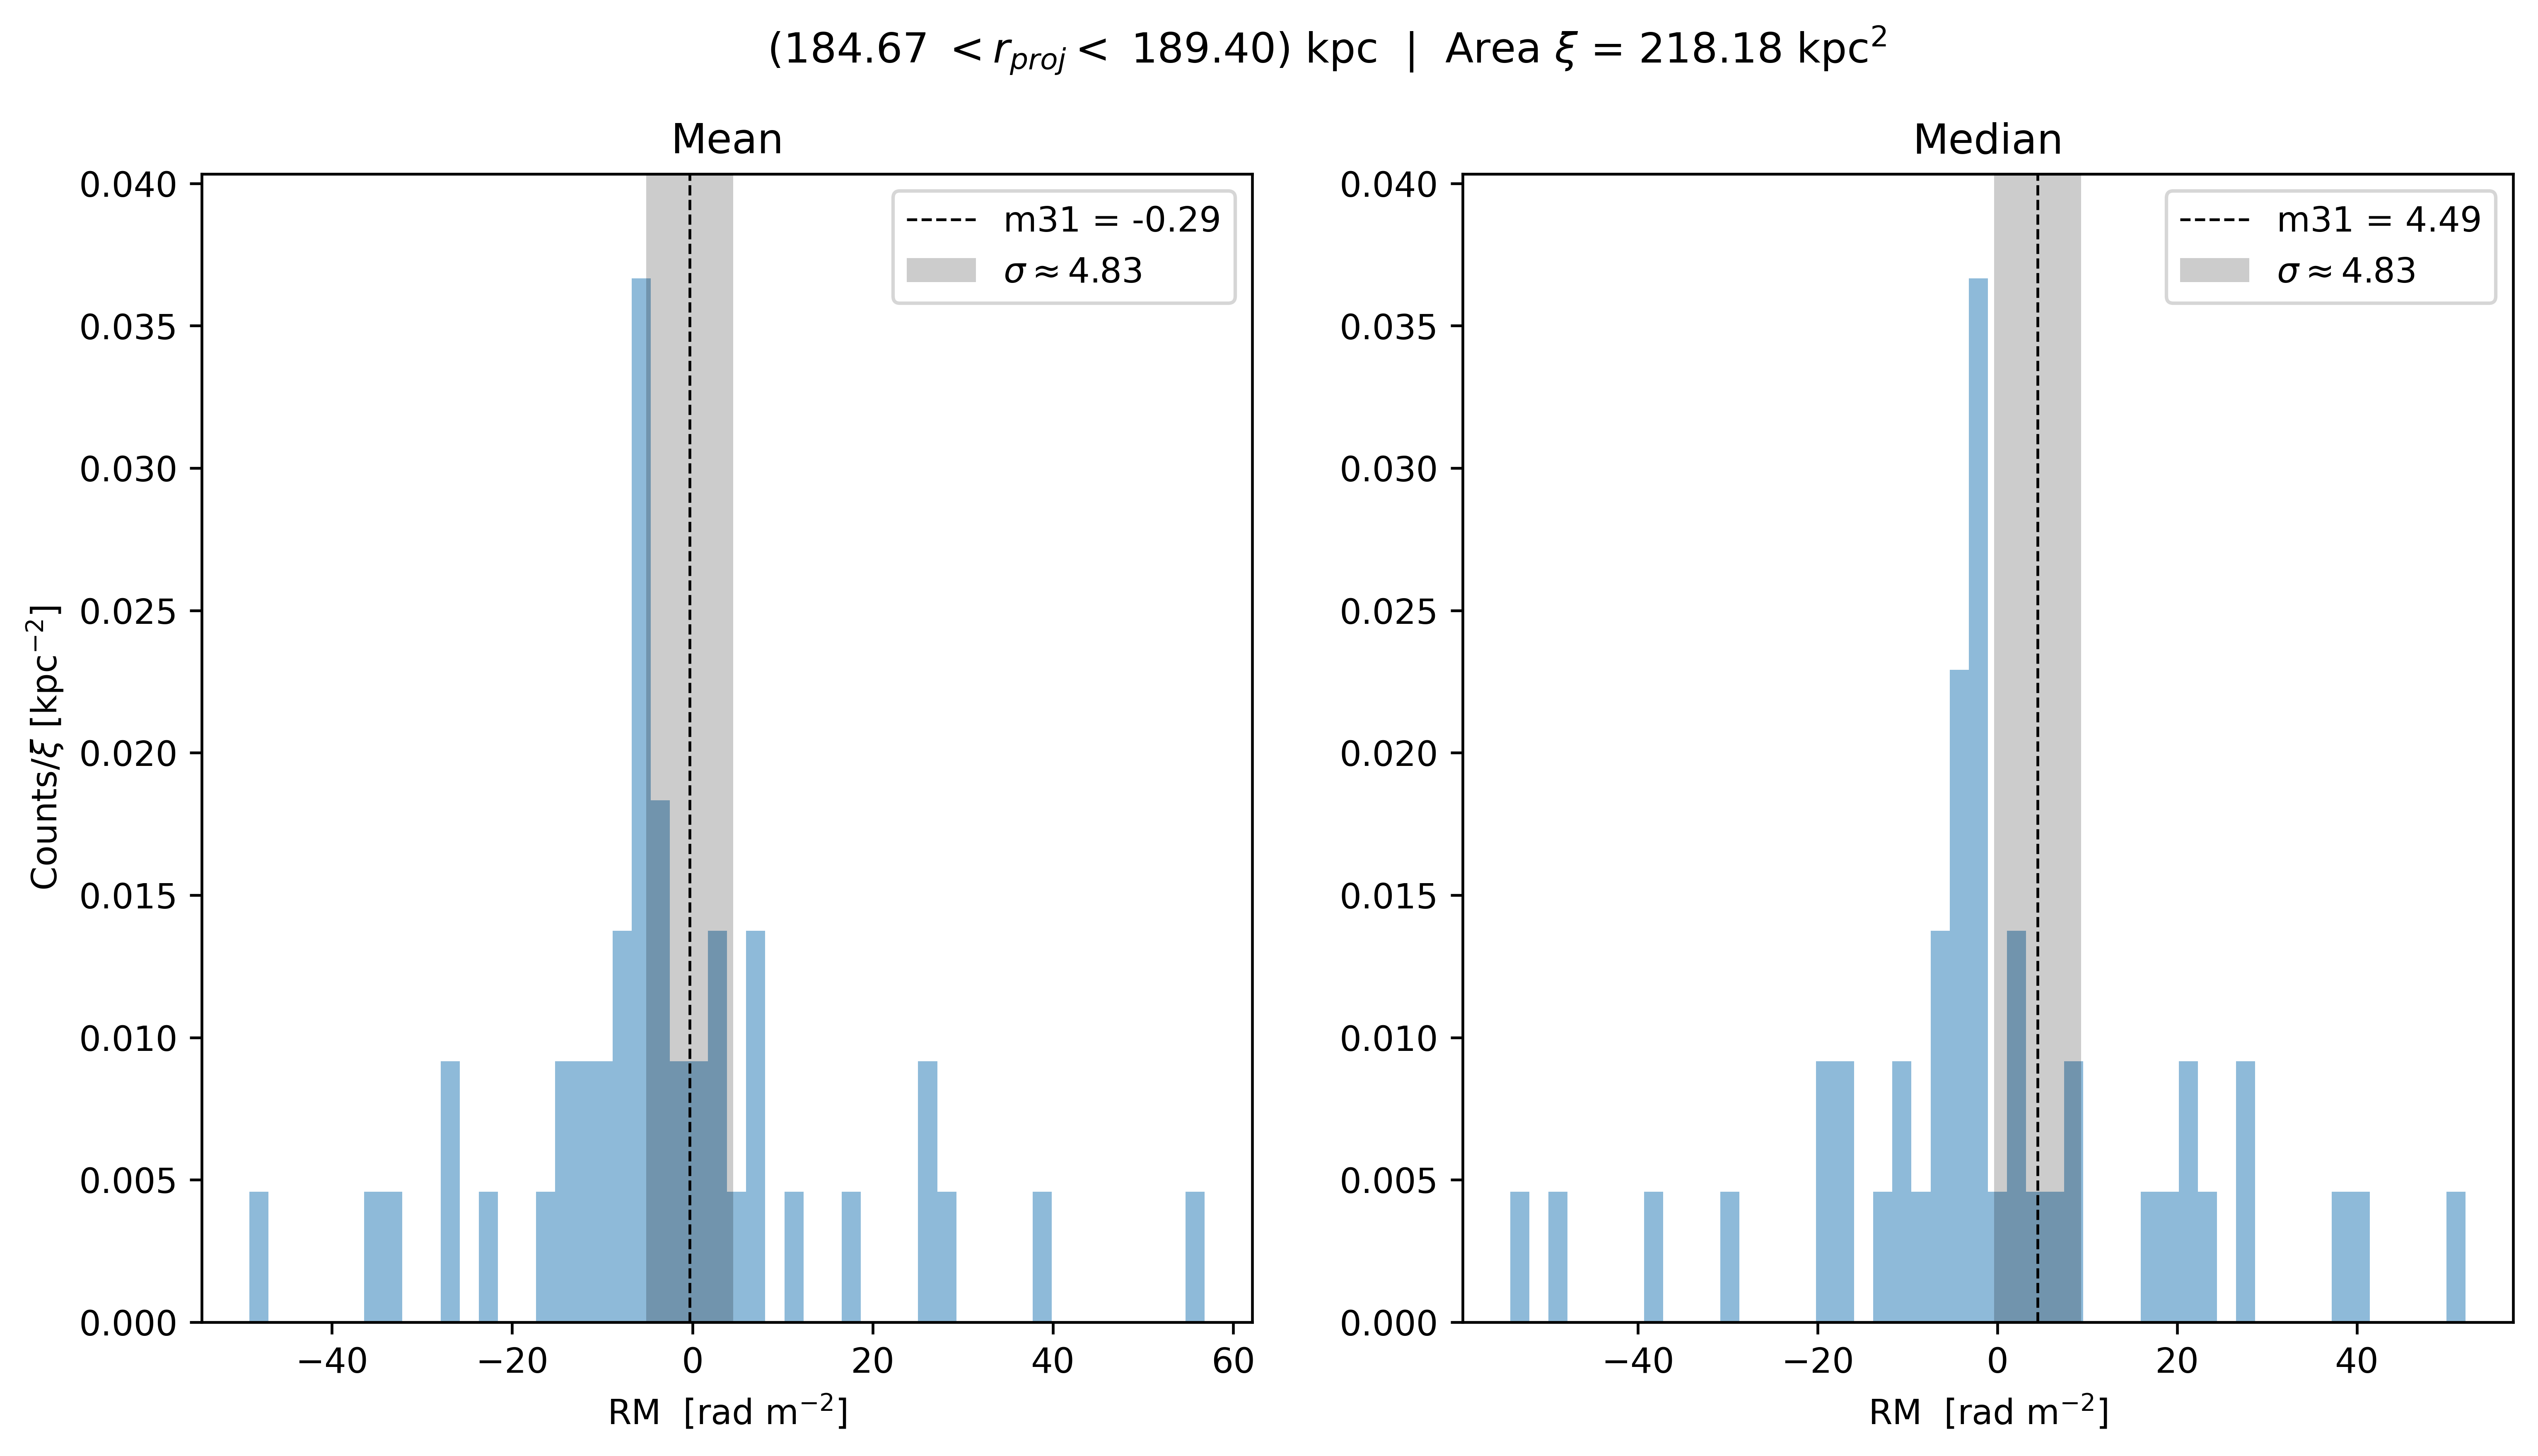 (184.67 < r_proj < 189.40) kpc | Area ξ = 218.18 kpc²
Mean
m31 = -0.29
σ ≈ 4.83
0.040
0.035
0.030
0.025
0.020
0.015
0.010
0.005
0.000
Counts/ξ [kpc⁻²]
−40 −20 0 20 40 60
RM [rad m⁻²]
Median
m31 = 4.49
σ ≈ 4.83
0.040
0.035
0.030
0.025
0.020
0.015
0.010
0.005
0.000
−40 −20 0 20 40
RM [rad m⁻²]